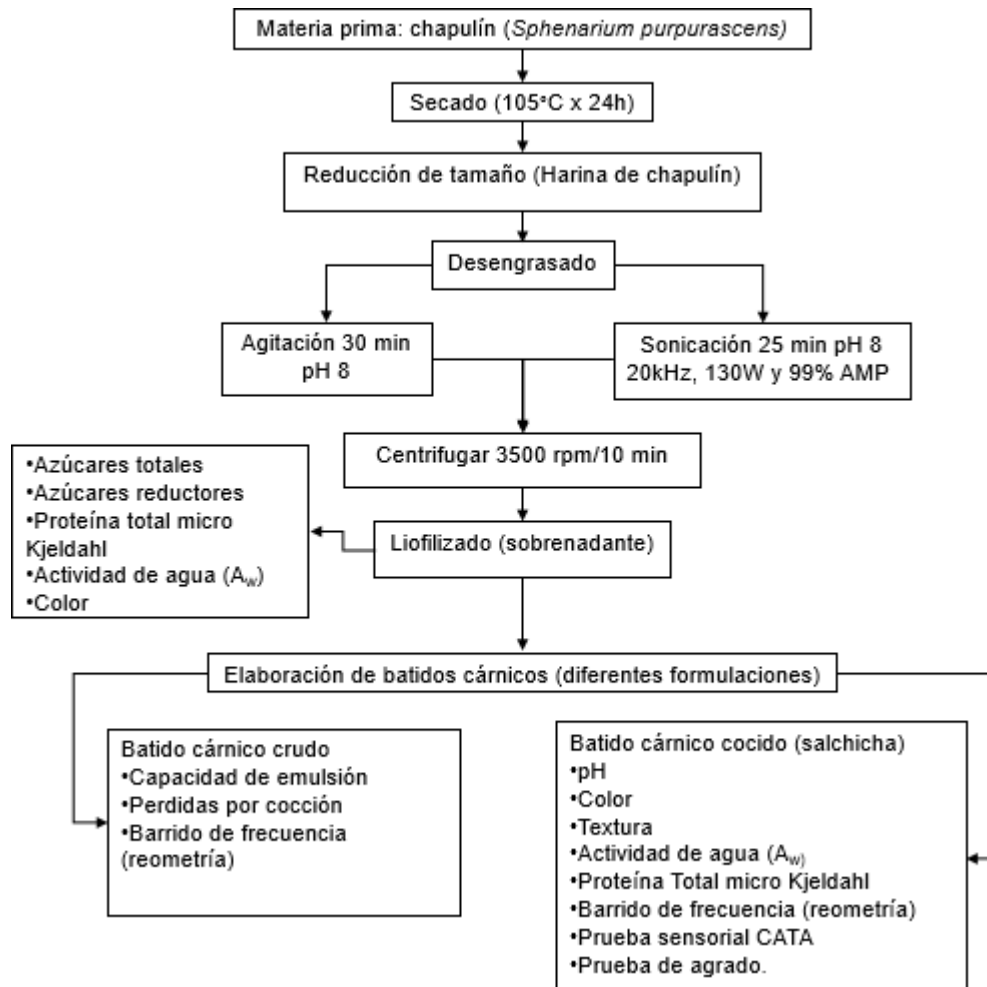 Materia prima: chapulín (Sphenarium purpurascens)
Secado (105°C x 24h)
Reducción de tamaño (Harina de chapulín)
Desengrasado
Agitación 30 min
pH 8
Sonicación 25 min pH 8
20kHz, 130W y 99% AMP
Centrifugar 3500 rpm/10 min
•Azúcares totales
•Azúcares reductores
•Proteína total micro
Kjeldahl
•Actividad de agua (Aw)
•Color
Liofilizado (sobrenadante)
Elaboración de batidos cárnicos (diferentes formulaciones)
Batido cárnico crudo
•Capacidad de emulsión
•Perdidas por cocción
•Barrido de frecuencia
(reometría)
Batido cárnico cocido (salchicha)
•pH
•Color
•Textura
•Actividad de agua (Aw)
•Proteína Total micro Kjeldahl
•Barrido de frecuencia (reometría)
•Prueba sensorial CATA
•Prueba de agrado.